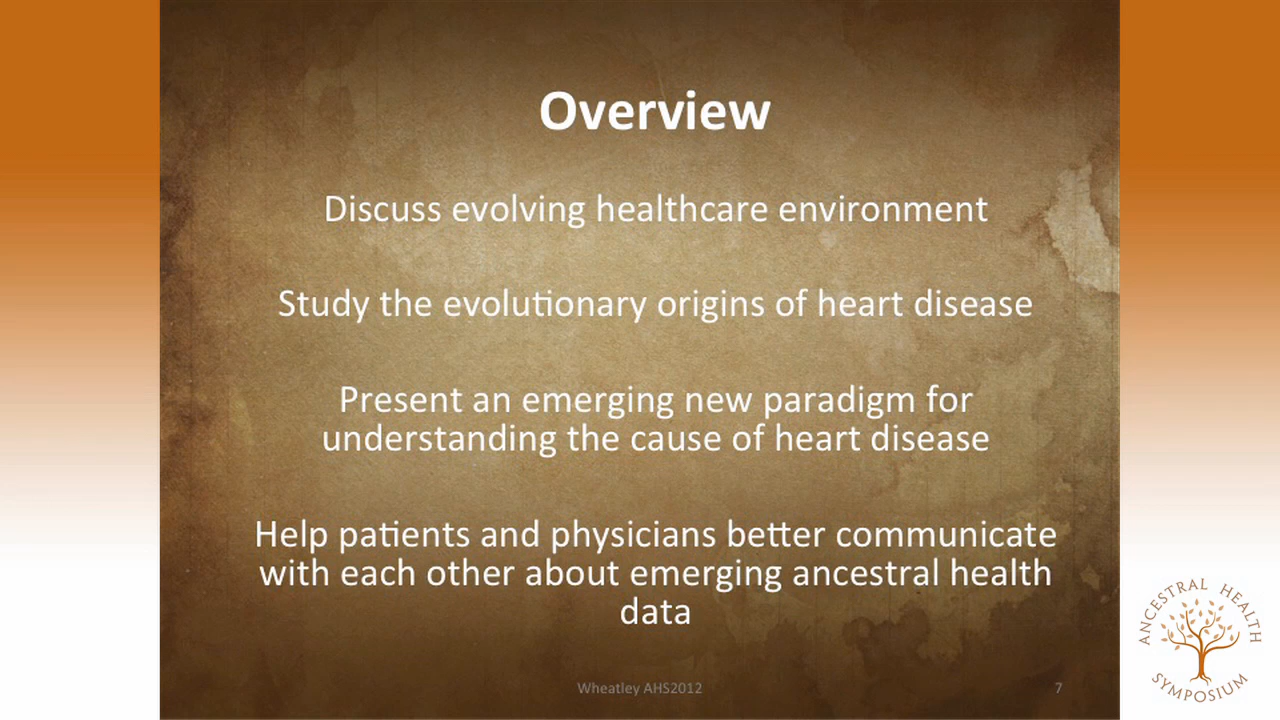 Overview
Discuss evolving healthcare environment
Study the evolutionary origins of heart disease
Present an emerging new paradigm for
understanding the cause of heart disease
Help patients and physicians better communicate
with each other about emerging ancestral health
data
Wheatley AHS2012
7
ANCESTRAL HEALTH
SYMPOSIUM